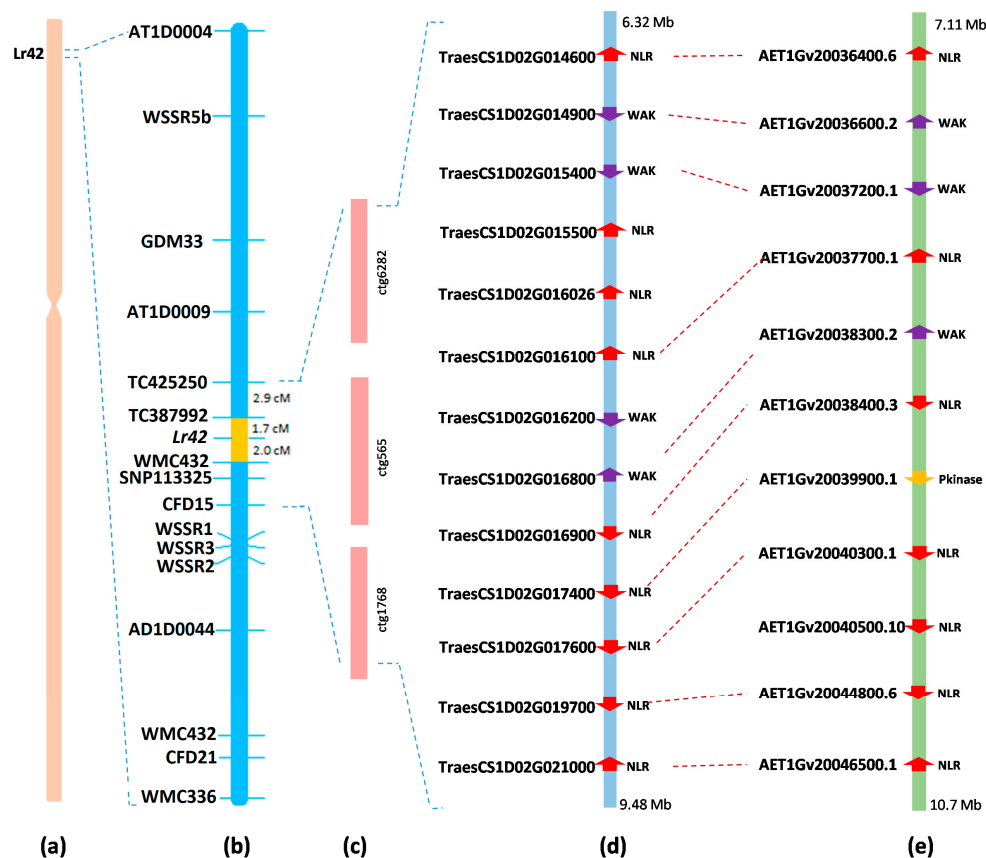 Lr42
(a)
AT1D0004
WSSR5b
GDM33
AT1D0009
TC425250
2.9 cM
TC387992
1.7 cM
Lr42
2.0 cM
WMC432
SNP113325
CFD15
WSSR1
WSSR3
WSSR2
AD1D0044
WMC432
CFD21
WMC336
(b)
ctg6282
ctg565
ctg1768
(c)
6.32 Mb
TraesCS1D02G014600 NLR
TraesCS1D02G014900 WAK
TraesCS1D02G015400 WAK
TraesCS1D02G015500 NLR
TraesCS1D02G016026 NLR
TraesCS1D02G016100 NLR
TraesCS1D02G016200 WAK
TraesCS1D02G016800 WAK
TraesCS1D02G016900 NLR
TraesCS1D02G017400 NLR
TraesCS1D02G017600 NLR
TraesCS1D02G019700 NLR
TraesCS1D02G021000 NLR
9.48 Mb
(d)
7.11 Mb
AET1Gv20036400.6 NLR
AET1Gv20036600.2 WAK
AET1Gv20037200.1 WAK
AET1Gv20037700.1 NLR
AET1Gv20038300.2 WAK
AET1Gv20038400.3 NLR
AET1Gv20039900.1 Pkinase
AET1Gv20040300.1 NLR
AET1Gv20040500.10 NLR
AET1Gv20044800.6 NLR
AET1Gv20046500.1 NLR
10.7 Mb
(e)